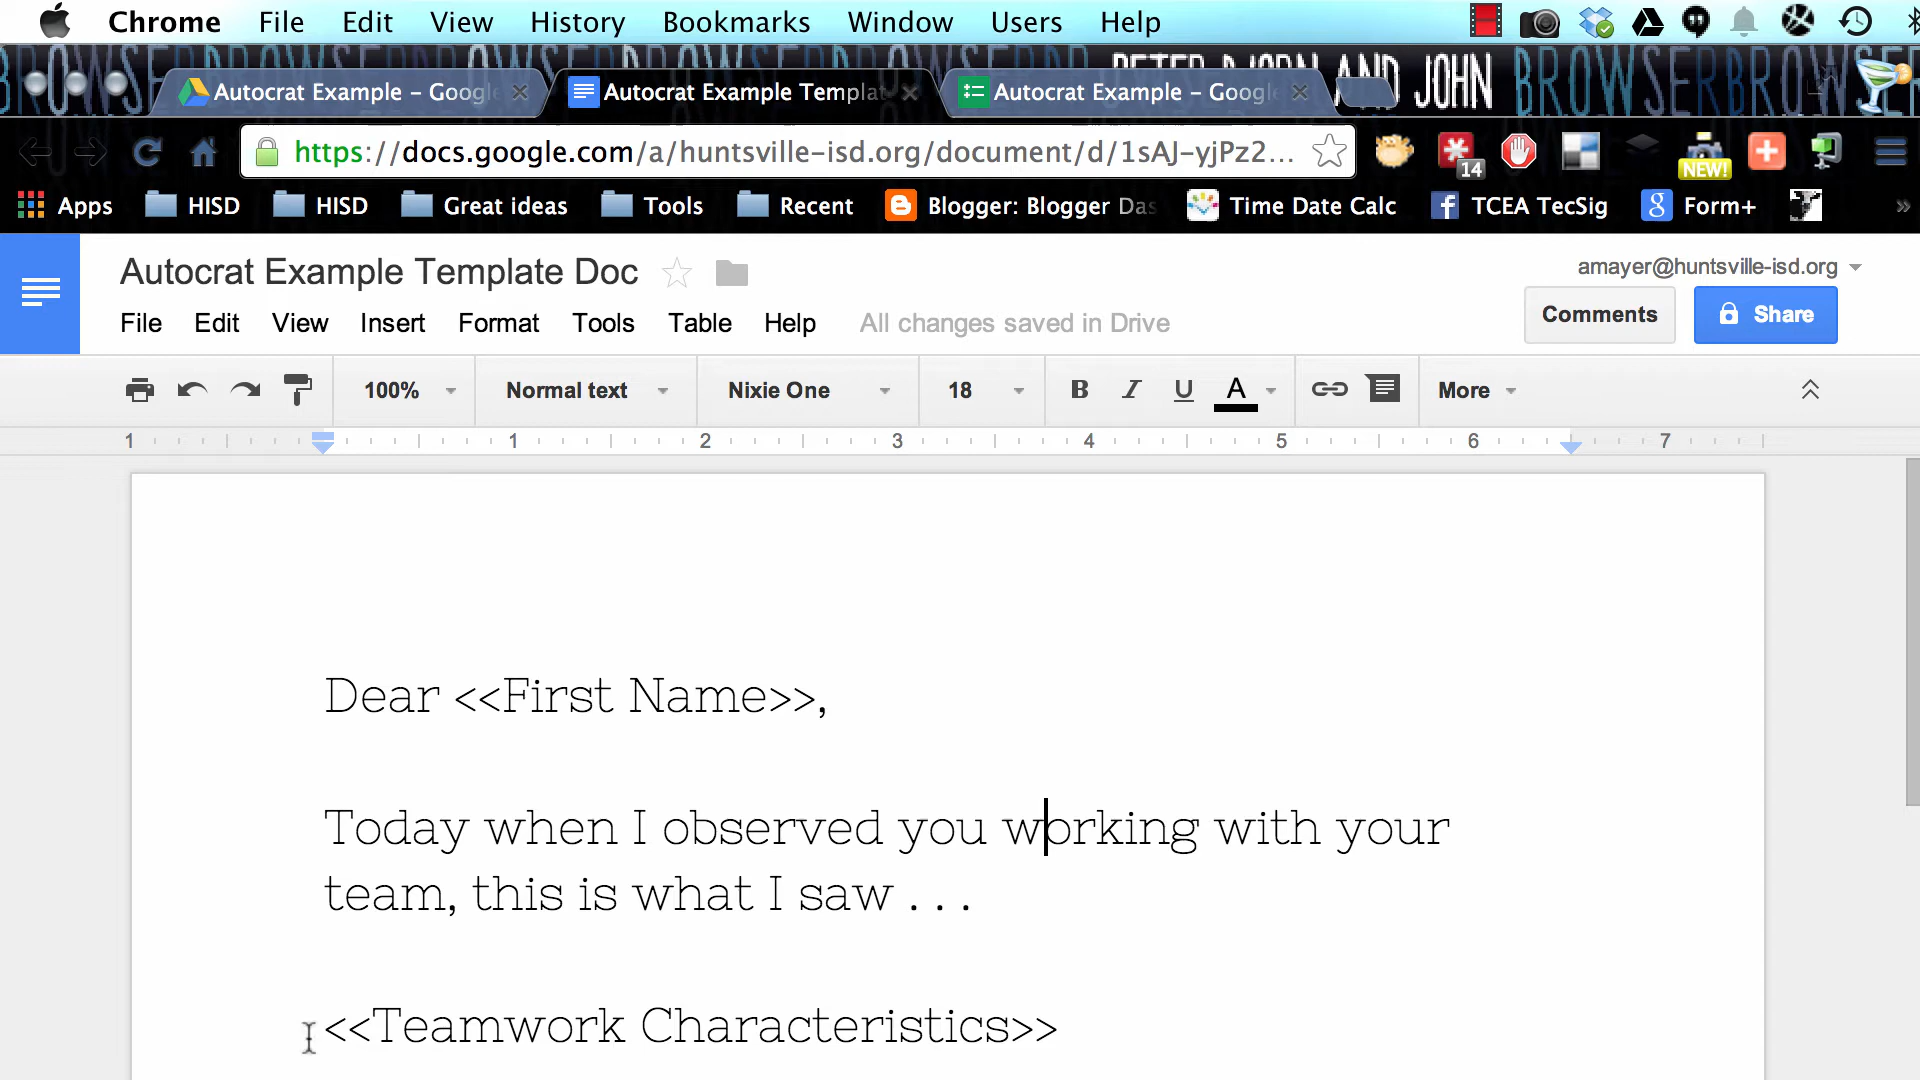 Chrome File Edit View History Bookmarks Window Users Help
PETER BJORN AND JOHN
BROWSERBROW
Autocrat Example – Googl
Autocrat Example Templat
Autocrat Example – Googl
https://docs.google.com/a/huntsville-isd.org/document/d/1sAJ-yjPz2...
14
NEW!
Apps HISD HISD Great ideas Tools Recent Blogger: Blogger Das Time Date Calc TCEA TecSig Form+ »
Autocrat Example Template Doc
amayer@huntsville-isd.org
File Edit View Insert Format Tools Table Help All changes saved in Drive
Comments Share
100% Normal text Nixie One 18 B I U A More
1 1 2 3 4 5 6 7
Dear <<First Name>>,
Today when I observed you working with your
team, this is what I saw . . .
<<Teamwork Characteristics>>